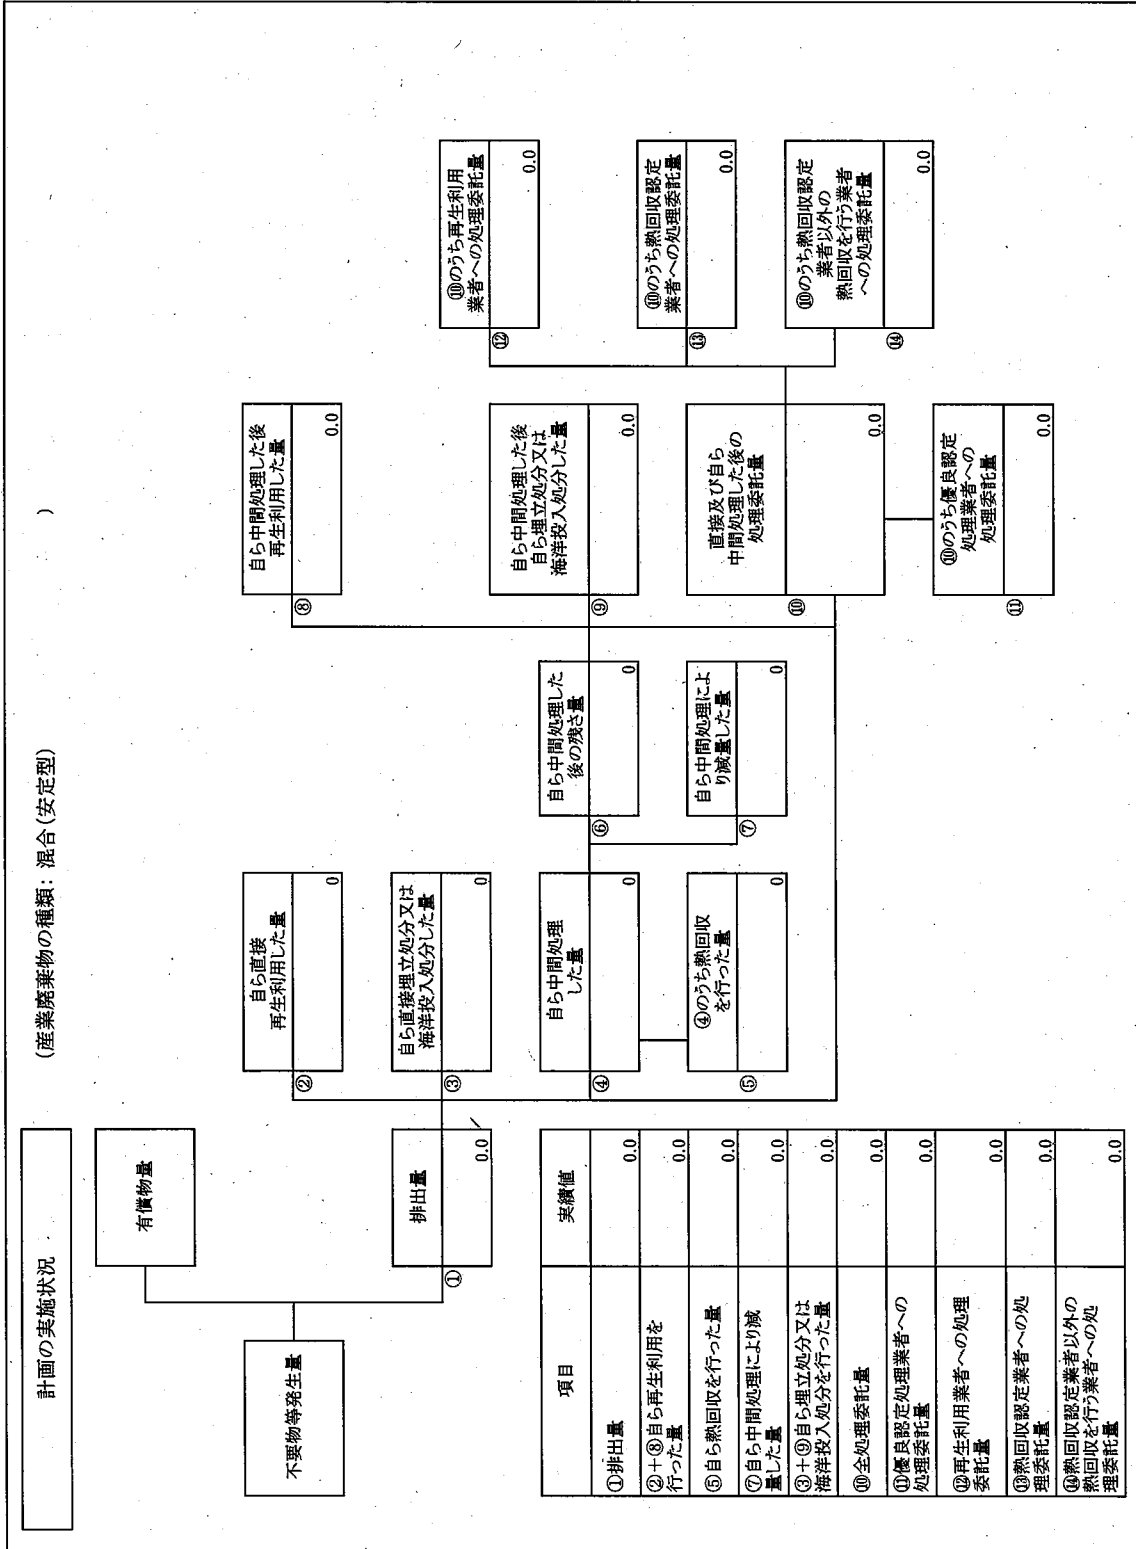 計画の実施状況
(産業廃棄物の種類: 混合(安定型) )
不要物等発生量
有償物量
①
排出量
0.0
②
自ら直接
再生利用した量
0
③
自ら直接埋立処分又は
海洋投入処分した量
0
④
自ら中間処理
した量
0
⑤
④のうち熱回収
を行った量
0
⑥
自ら中間処理した
後の残さ量
0
⑦
自ら中間処理によ
り減量した量
0
⑧
自ら中間処理した後
再生利用した量
0.0
⑨
自ら中間処理した後
自ら埋立処分又は
海洋投入処分した量
0.0
⑩
直接及び自ら
中間処理した後の
処理委託量
0.0
⑪
⑩のうち優良認定
処理業者への
処理委託量
0.0
⑫
⑩のうち再生利用
業者への処理委託量
0.0
⑬
⑩のうち熱回収認定
業者への処理委託量
0.0
⑭
⑩のうち熱回収認定
業者以外の
熱回収を行う業者
への処理委託量
0.0
項目 実績値
①排出量 0.0
②+⑧自ら再生利用を
行った量 0.0
⑤自ら熱回収を行った量 0.0
⑦自ら中間処理により減
量した量 0.0
③+⑨自ら埋立処分又は
海洋投入処分を行った量 0.0
⑩全処理委託量 0.0
⑪優良認定処理業者への
処理委託量 0.0
⑫再生利用業者への処理
委託量 0.0
⑬熱回収認定業者への処
理委託量 0.0
⑭熱回収認定業者以外の
熱回収を行う業者への処
理委託量 0.0